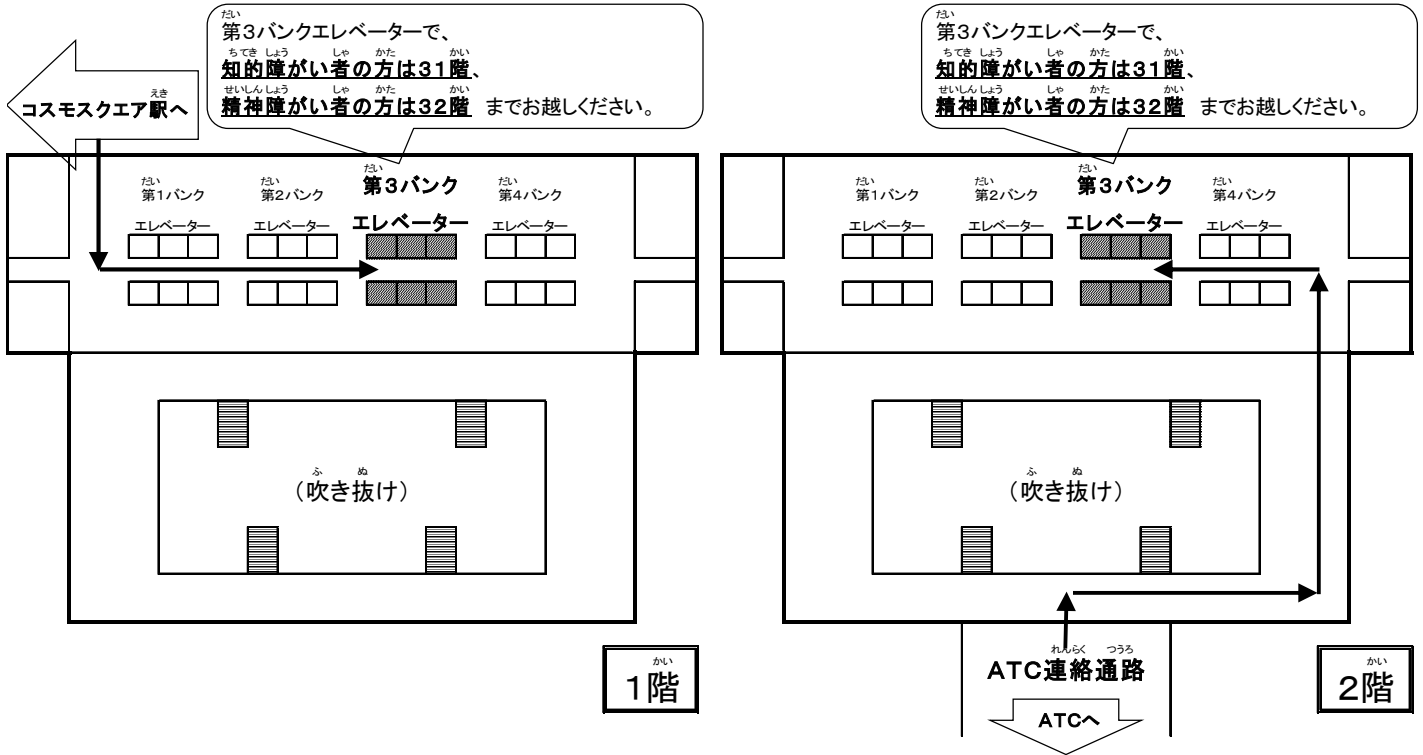 第3バンクエレベーターで、
知的障がい者の方は31階、
精神障がい者の方は32階 までお越しください。
コスモスクエア駅へ
第1バンク
エレベーター
第2バンク
エレベーター
第3バンク
エレベーター
第4バンク
エレベーター
(吹き抜け)
1階
第3バンクエレベーターで、
知的障がい者の方は31階、
精神障がい者の方は32階 までお越しください。
第1バンク
エレベーター
第2バンク
エレベーター
第3バンク
エレベーター
第4バンク
エレベーター
(吹き抜け)
ATC連絡通路
ATCへ
2階